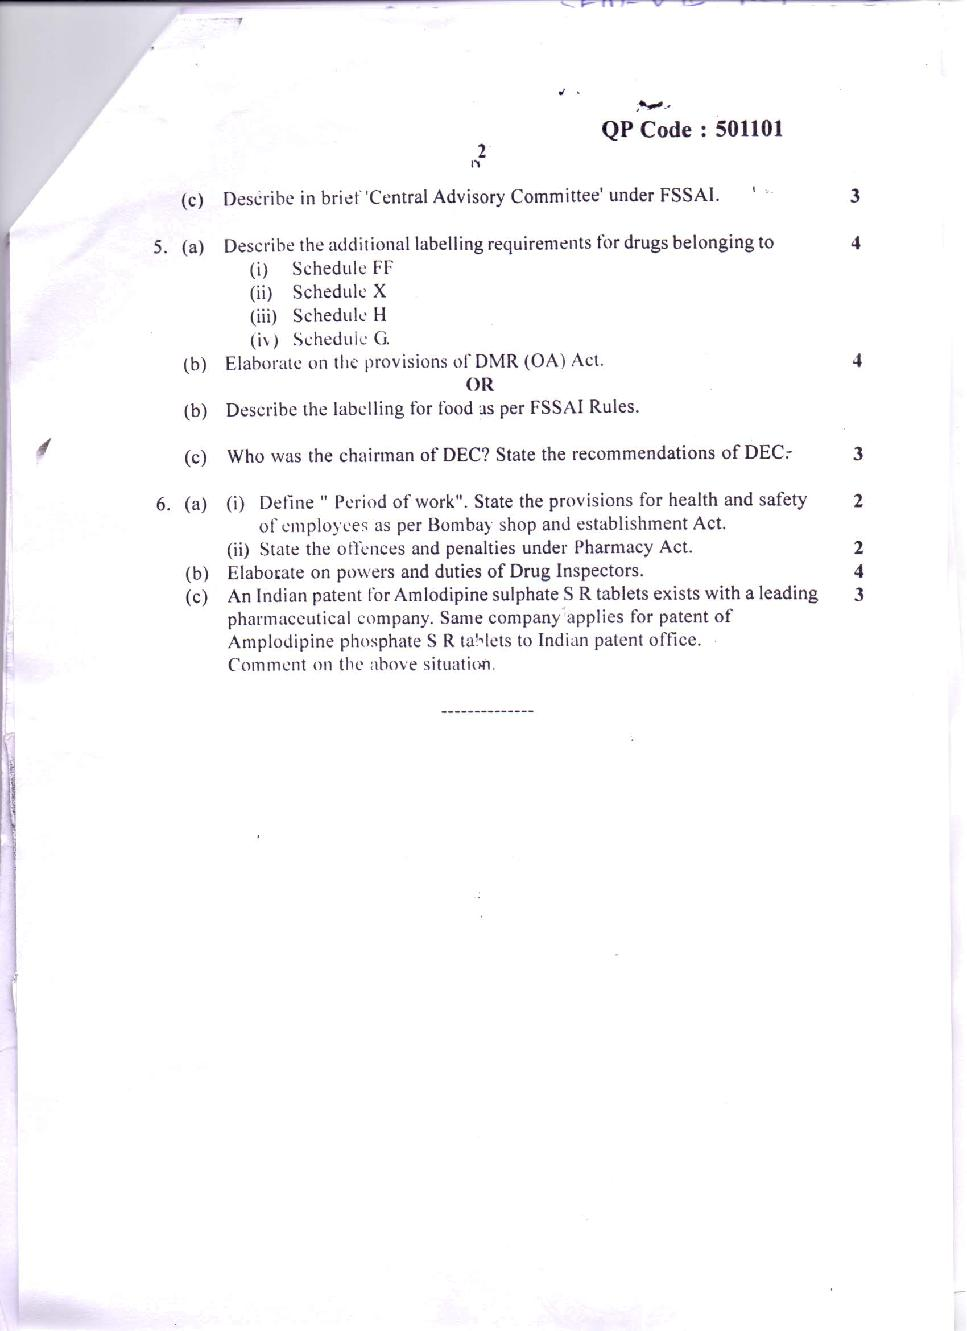 QP Code : 501101
2
(c) Describe in brief 'Central Advisory Committee' under FSSAI. 3
5. (a) Describe the additional labelling requirements for drugs belonging to 4
(i) Schedule FF
(ii) Schedule X
(iii) Schedule H
(iv) Schedule G.
(b) Elaborate on the provisions of DMR (OA) Act. 4
OR
(b) Describe the labelling for food as per FSSAI Rules.
(c) Who was the chairman of DEC? State the recommendations of DEC. 3
6. (a) (i) Define " Period of work". State the provisions for health and safety 2
of employees as per Bombay shop and establishment Act.
(ii) State the offences and penalties under Pharmacy Act. 2
(b) Elaborate on powers and duties of Drug Inspectors. 4
(c) An Indian patent for Amlodipine sulphate S R tablets exists with a leading 3
pharmaceutical company. Same company applies for patent of
Amplodipine phosphate S R tablets to Indian patent office.
Comment on the above situation.
--------------